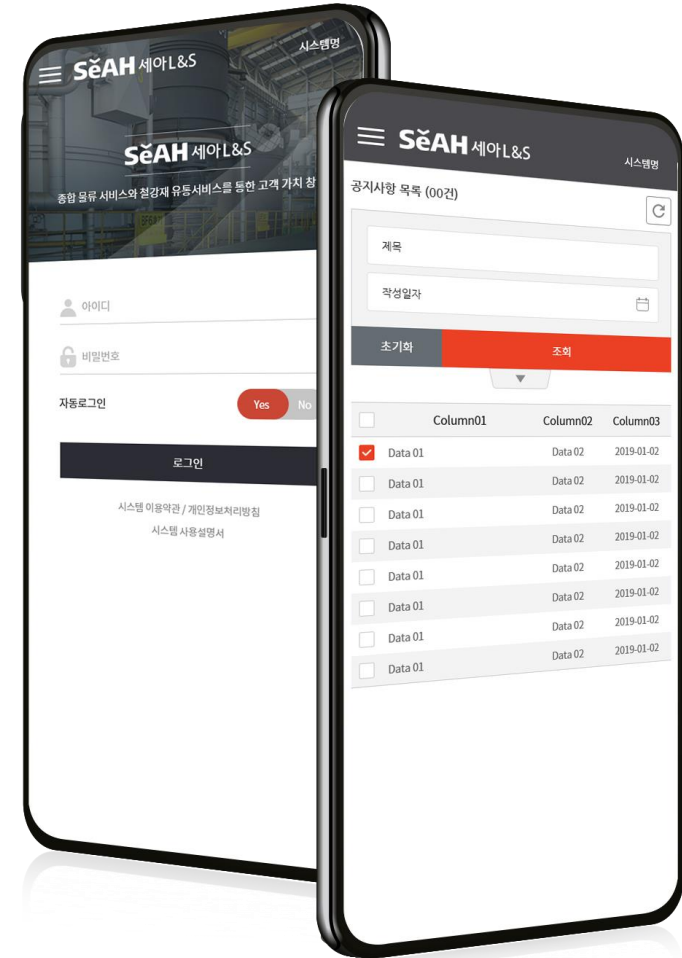 SěAH 세아L&S
시스템명
SěAH 세아L&S
종합 물류 서비스와 철강재 유통서비스를 통한 고객 가치 창
아이디
비밀번호
자동로그인
Yes No
로그인
시스템 이용약관 / 개인정보처리방침
시스템 사용설명서
SěAH 세아L&S
시스템명
공지사항 목록 (00건)
제목
작성일자
초기화 조회
▼
Column01 Column02 Column03
Data 01 Data 02 2019-01-02
Data 01 Data 02 2019-01-02
Data 01 Data 02 2019-01-02
Data 01 Data 02 2019-01-02
Data 01 Data 02 2019-01-02
Data 01 Data 02 2019-01-02
Data 01 Data 02 2019-01-02
Data 01 Data 02 2019-01-02